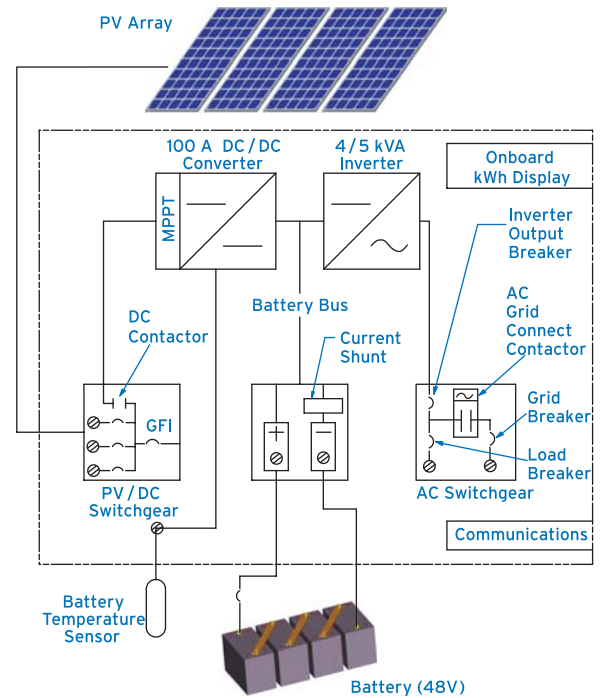 PV Array
100 A DC/DC
Converter
4/5 kVA
Inverter
Onboard
kWh Display
MPPT
Inverter
Output
Breaker
Battery Bus
AC
Grid
Connect
Contactor
DC
Contactor
Current
Shunt
GFI
Grid
Breaker
Load
Breaker
PV/DC
Switchgear
AC Switchgear
Communications
Battery
Temperature
Sensor
Battery (48V)